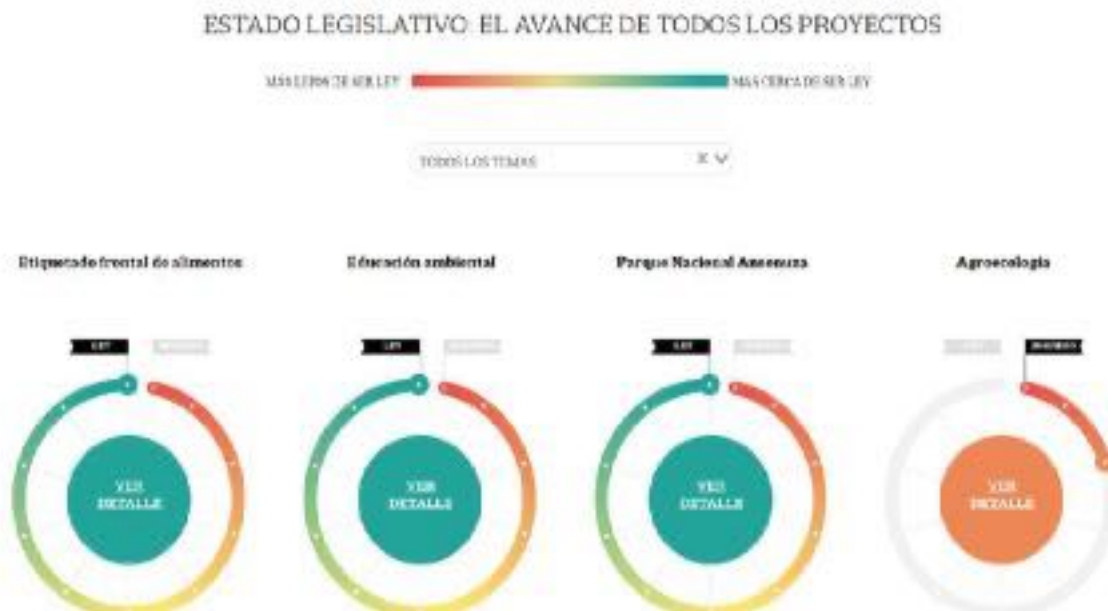 ESTADO LEGISLATIVO: EL AVANCE DE TODOS LOS PROYECTOS
MÁS LEJOS DE SER LEY
MÁS CERCA DE SER LEY
TODOS LOS TEMAS
X
Etiquetado frontal de alimentos
Educación ambiental
Parque Nacional Ansenuza
Agroecología
LEY
LEY
LEY
INGRESO
VER
DETALLE
VER
DETALLE
VER
DETALLE
VER
DETALLE